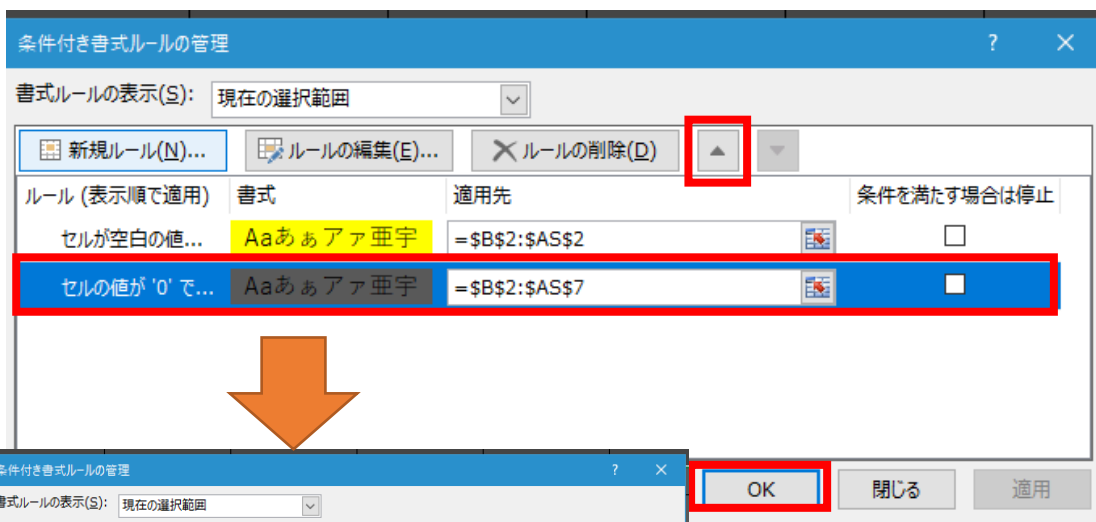 条件付き書式ルールの管理 ? ×
書式ルールの表示(S): 現在の選択範囲
新規ルール(N)... ルールの編集(E)... ルールの削除(D)
ルール (表示順で適用) 書式 適用先 条件を満たす場合は停止
セルが空白の値... Aaあぁアァ亜宇 =$B$2:$AS$2
セルの値が '0' で... Aaあぁアァ亜宇 =$B$2:$AS$7
OK 閉じる 適用
条件付き書式ルールの管理 ? ×
書式ルールの表示(S): 現在の選択範囲